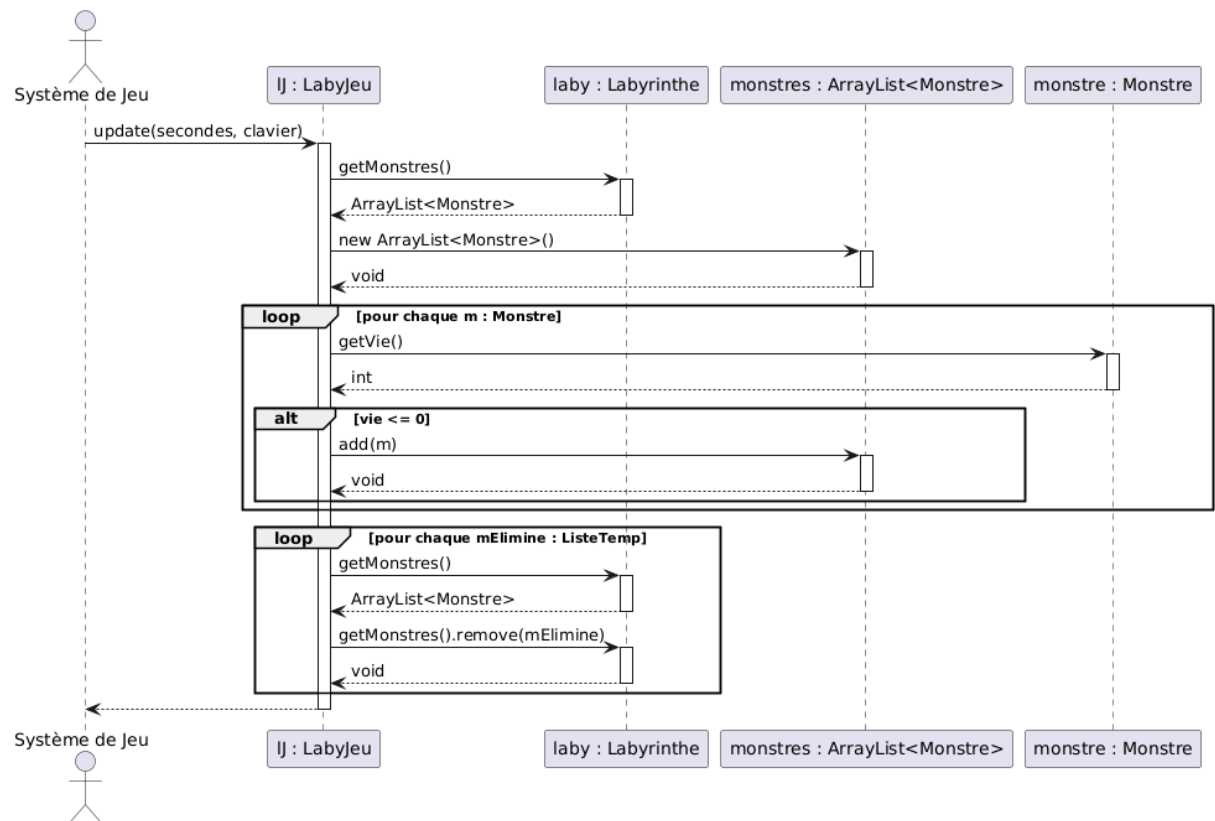 Système de Jeu
lJ : LabyJeu
laby : Labyrinthe
monstres : ArrayList<Monstre>
monstre : Monstre
update(secondes, clavier)
getMonstres()
ArrayList<Monstre>
new ArrayList<Monstre>()
void
loop
[pour chaque m : Monstre]
getVie()
int
alt
[vie <= 0]
add(m)
void
loop
[pour chaque mElimine : ListeTemp]
getMonstres()
ArrayList<Monstre>
getMonstres().remove(mElimine)
void
Système de Jeu
lJ : LabyJeu
laby : Labyrinthe
monstres : ArrayList<Monstre>
monstre : Monstre